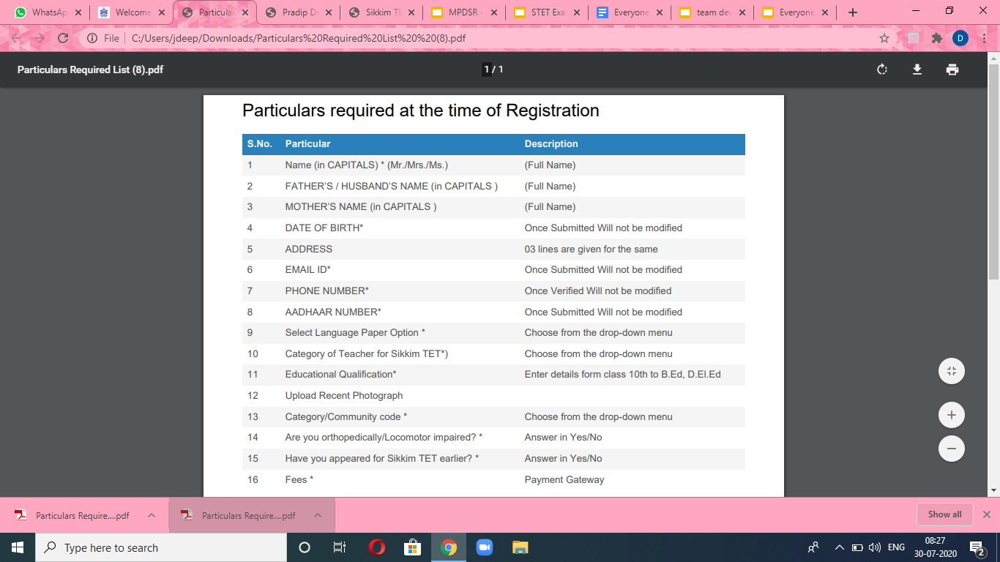 WhatsAp
Welcome
Particular
Pradip D
Sikkim TE
MPDSR -
STET Exa
Everyone
team dev
Everyone
File C:/Users/jdeep/Downloads/Particulars%20Required%20List%20%20(8).pdf
D
Particulars Required List (8).pdf
1 / 1
Particulars required at the time of Registration
S.No. Particular Description
1 Name (in CAPITALS) * (Mr./Mrs./Ms.) (Full Name)
2 FATHER'S / HUSBAND'S NAME (in CAPITALS ) (Full Name)
3 MOTHER'S NAME (in CAPITALS ) (Full Name)
4 DATE OF BIRTH* Once Submitted Will not be modified
5 ADDRESS 03 lines are given for the same
6 EMAIL ID* Once Submitted Will not be modified
7 PHONE NUMBER* Once Verified Will not be modified
8 AADHAAR NUMBER* Once Submitted Will not be modified
9 Select Language Paper Option * Choose from the drop-down menu
10 Category of Teacher for Sikkim TET*) Choose from the drop-down menu
11 Educational Qualification* Enter details form class 10th to B.Ed, D.El.Ed
12 Upload Recent Photograph
13 Category/Community code * Choose from the drop-down menu
14 Are you orthopedically/Locomotor impaired? * Answer in Yes/No
15 Have you appeared for Sikkim TET earlier? * Answer in Yes/No
16 Fees * Payment Gateway
Particulars Require....pdf
Particulars Require....pdf
Show all
Type here to search
ENG
08:27
30-07-2020
2